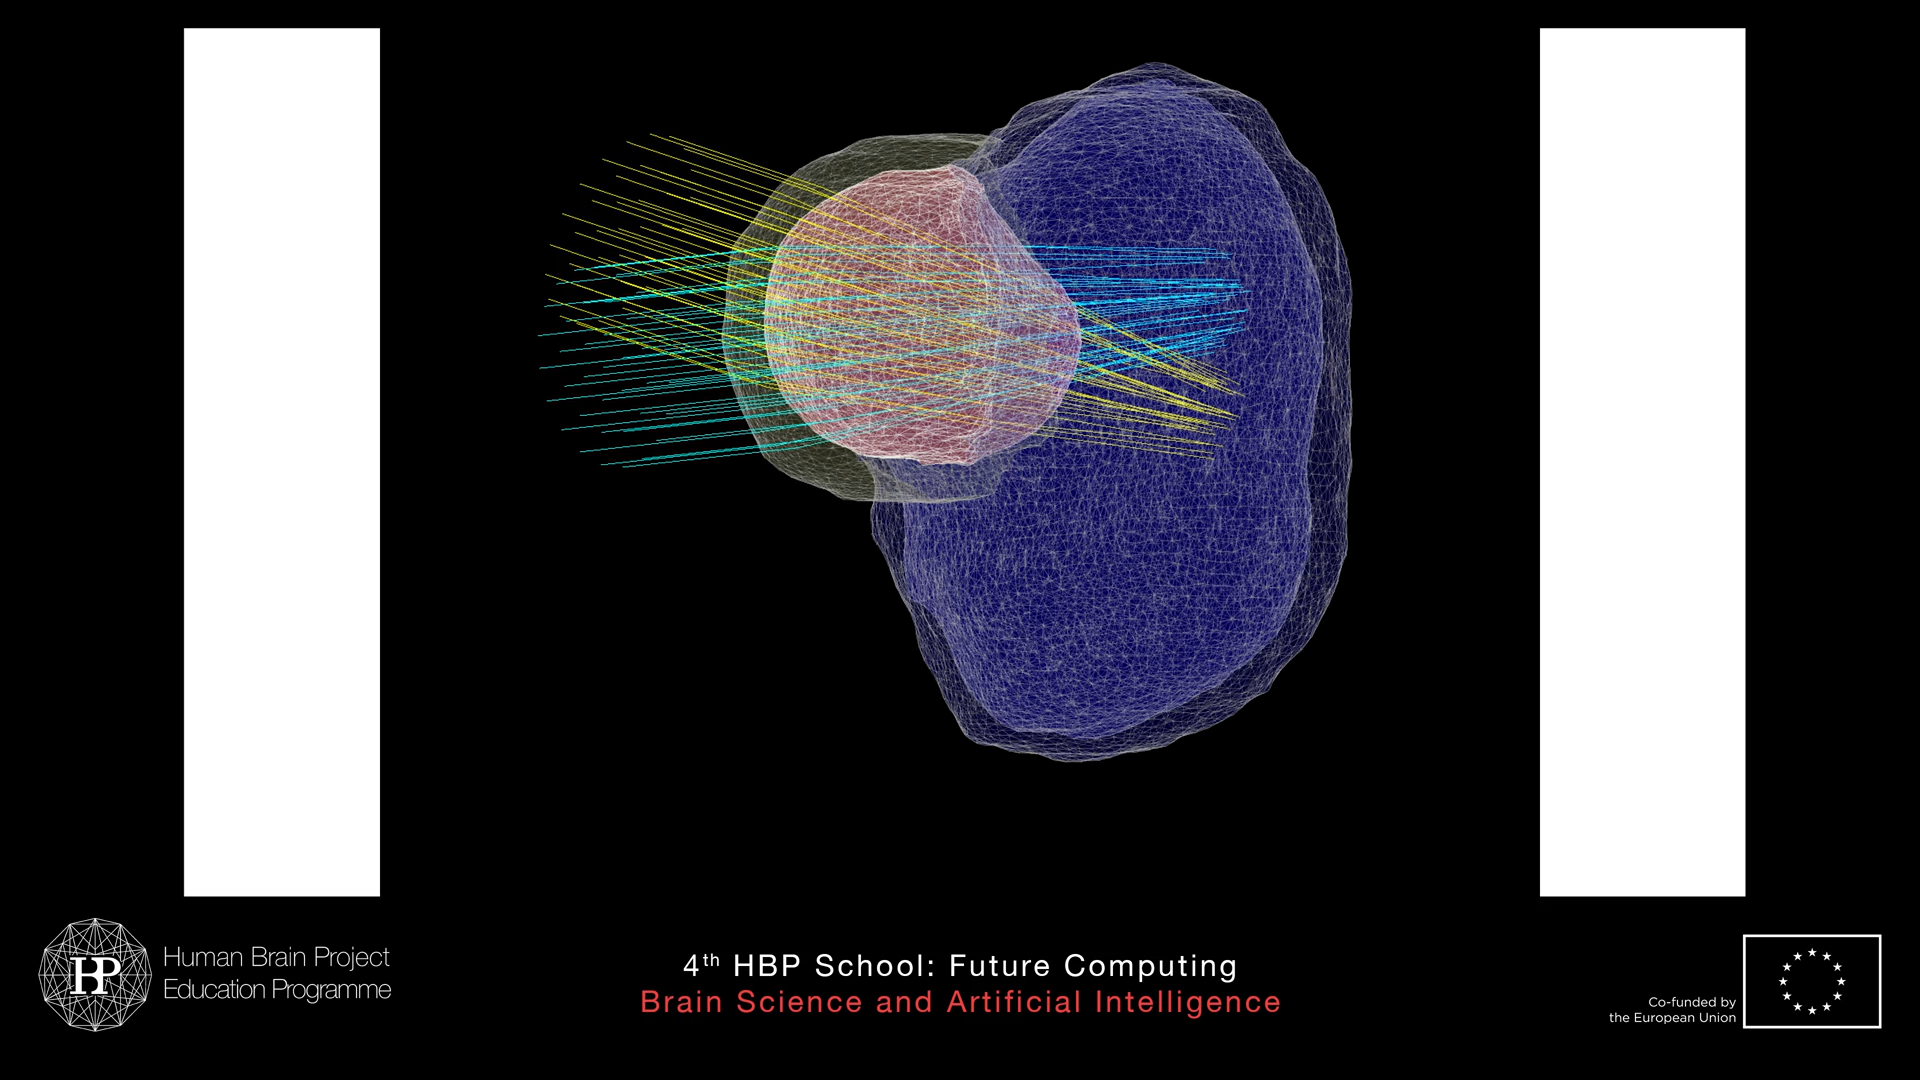 HP
Human Brain Project
Education Programme
4th HBP School: Future Computing
Brain Science and Artificial Intelligence
Co-funded by
the European Union